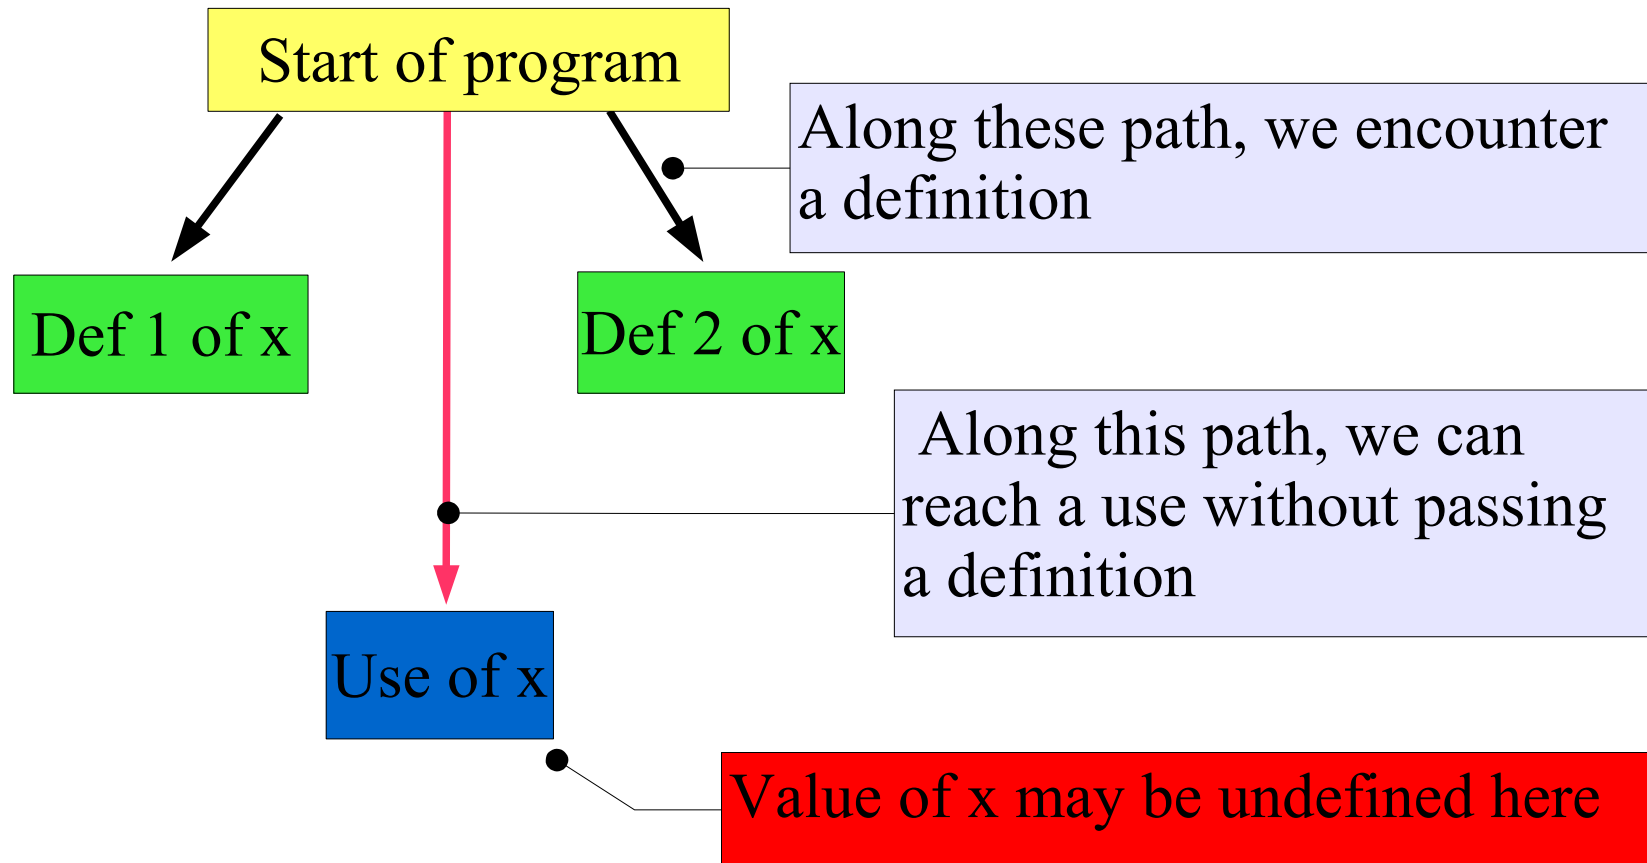 Start of program
Along these path, we encounter
a definition
Def 1 of x
Def 2 of x
Along this path, we can
reach a use without passing
a definition
Use of x
Value of x may be undefined here